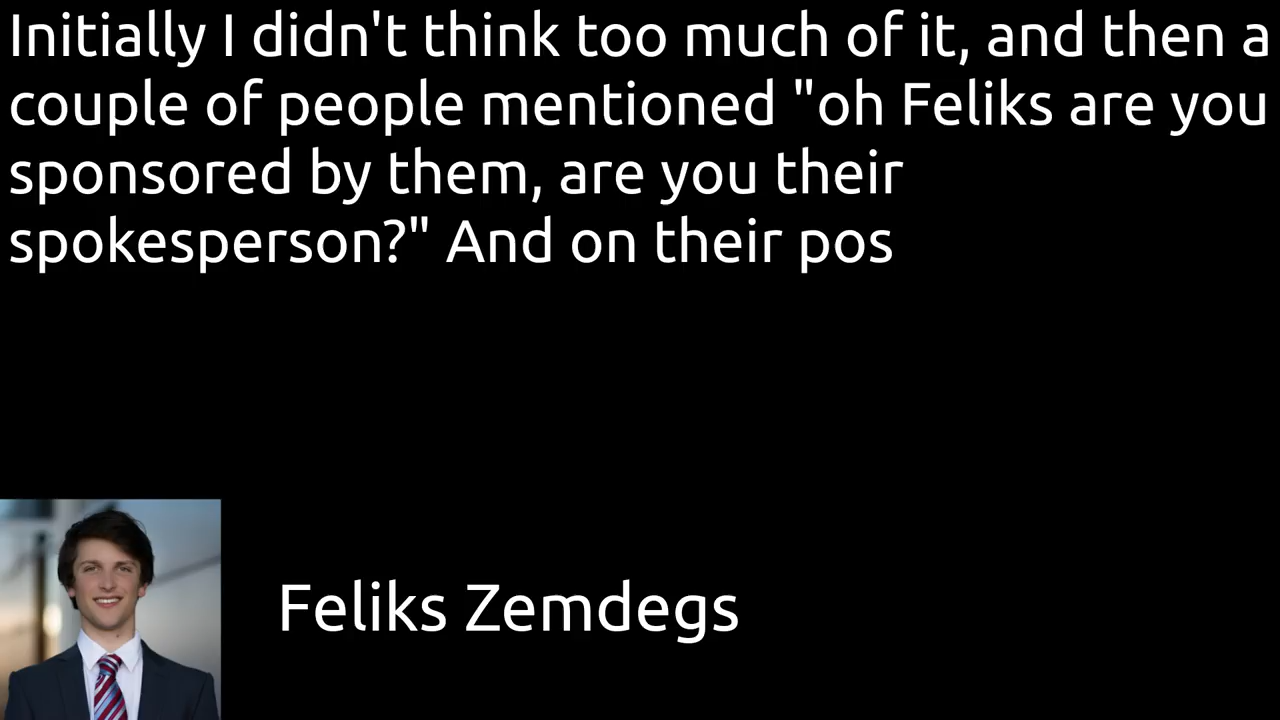 Initially I didn't think too much of it, and then a
couple of people mentioned "oh Feliks are you
sponsored by them, are you their
spokesperson?" And on their pos
Feliks Zemdegs